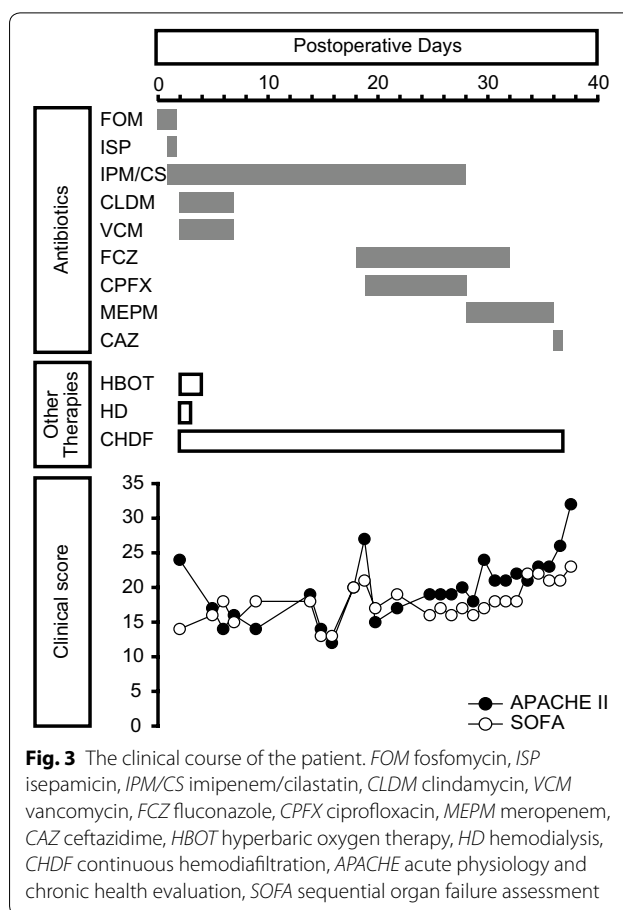 Postoperative Days
0 10 20 30 40
Antibiotics
FOM
ISP
IPM/CS
CLDM
VCM
FCZ
CPFX
MEPM
CAZ
Other
Therapies
HBOT
HD
CHDF
Clinical score
35
30
25
20
15
10
5
0
APACHE II
SOFA
Fig. 3 The clinical course of the patient. FOM fosfomycin, ISP
isepamicin, IPM/CS imipenem/cilastatin, CLDM clindamycin, VCM
vancomycin, FCZ fluconazole, CPFX ciprofloxacin, MEPM meropenem,
CAZ ceftazidime, HBOT hyperbaric oxygen therapy, HD hemodialysis,
CHDF continuous hemodiafiltration, APACHE acute physiology and
chronic health evaluation, SOFA sequential organ failure assessment